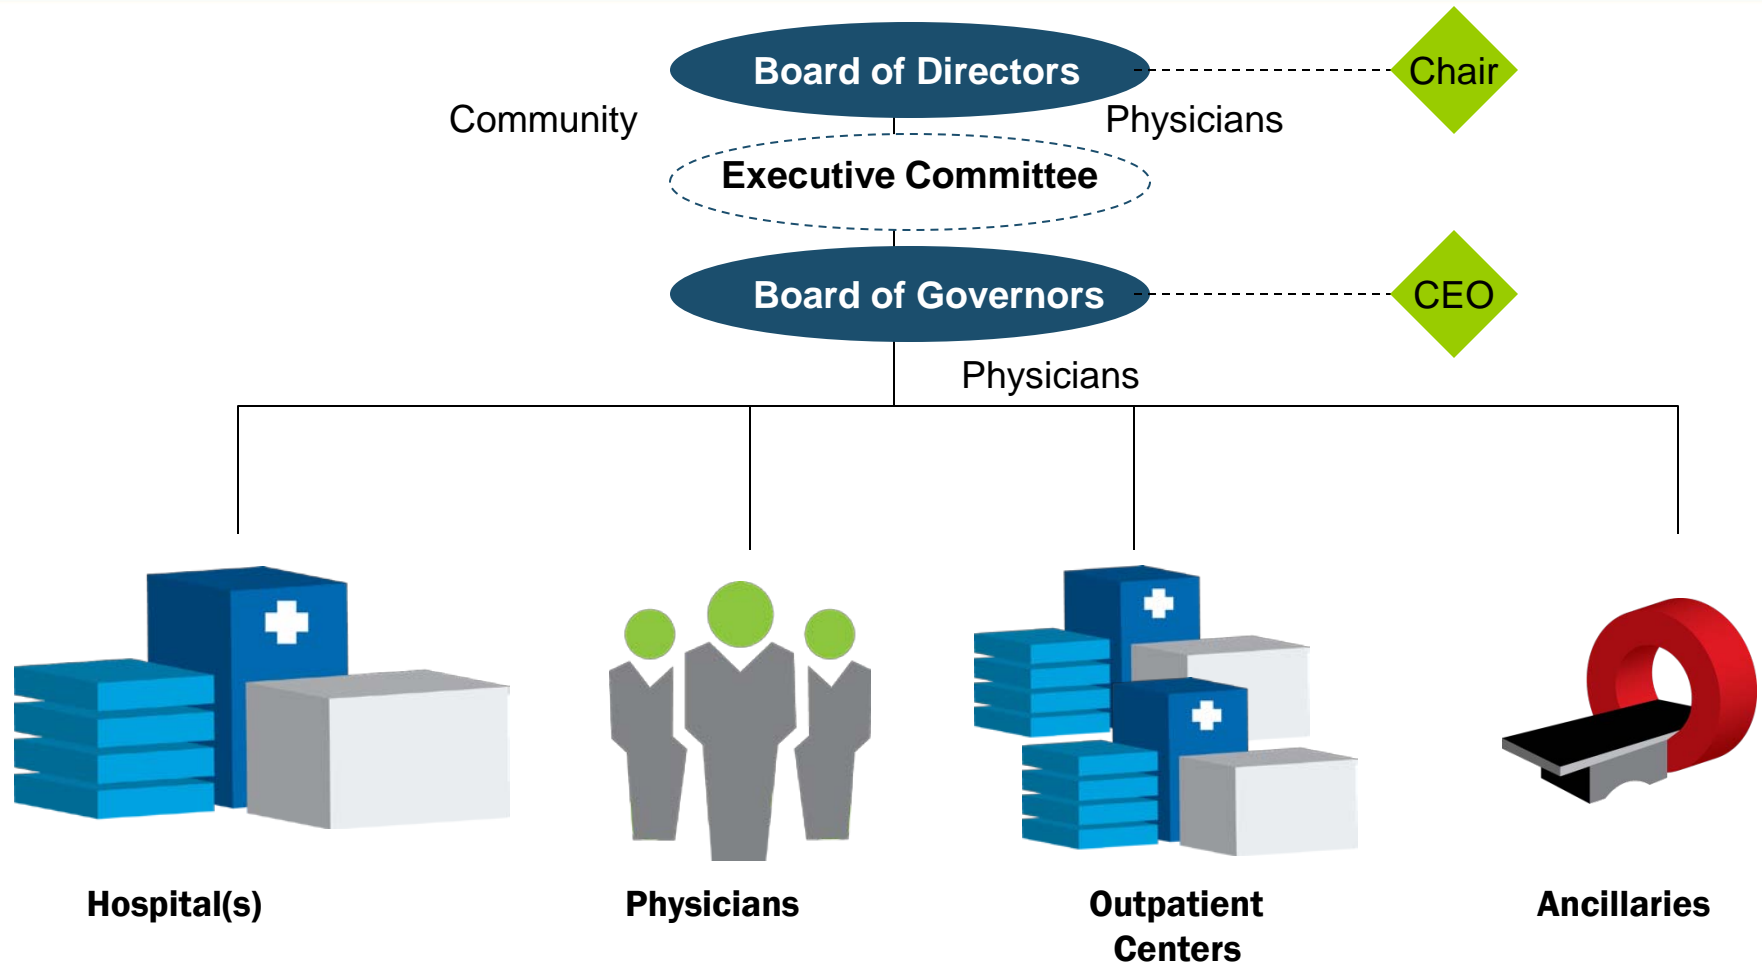 Board of Directors
Chair
Community
Physicians
Executive Committee
Board of Governors
CEO
Physicians
Hospital(s)
Physicians
Outpatient
Centers
Ancillaries